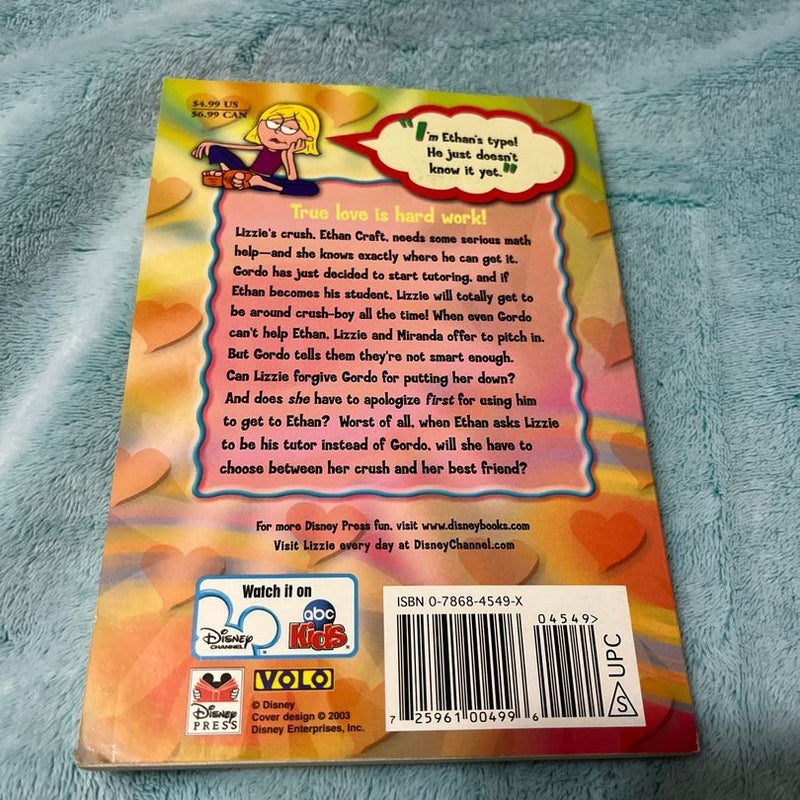 $4.99 US
$6.99 CAN
"I'm Ethan's type!
He just doesn't
know it yet."
True love is hard work!
Lizzie's crush, Ethan Craft, needs some serious math
help—and she knows exactly where he can get it.
Gordo has just decided to start tutoring, and if
Ethan becomes his student, Lizzie will totally get to
be around crush-boy all the time! When even Gordo
can't help Ethan, Lizzie and Miranda offer to pitch in.
But Gordo tells them they're not smart enough.
Can Lizzie forgive Gordo for putting her down?
And does she have to apologize first for using him
to get to Ethan? Worst of all, when Ethan asks Lizzie
to be his tutor instead of Gordo, will she have to
choose between her crush and her best friend?
For more Disney Press fun, visit www.disneybooks.com
Visit Lizzie every day at DisneyChannel.com
Watch it on
Disney
CHANNEL
abc
Kids
Disney
PRESS
VOLO
© Disney
Cover design © 2003
Disney Enterprises, Inc.
ISBN 0-7868-4549-X
04549>
7 25961 00499 6
S UPC